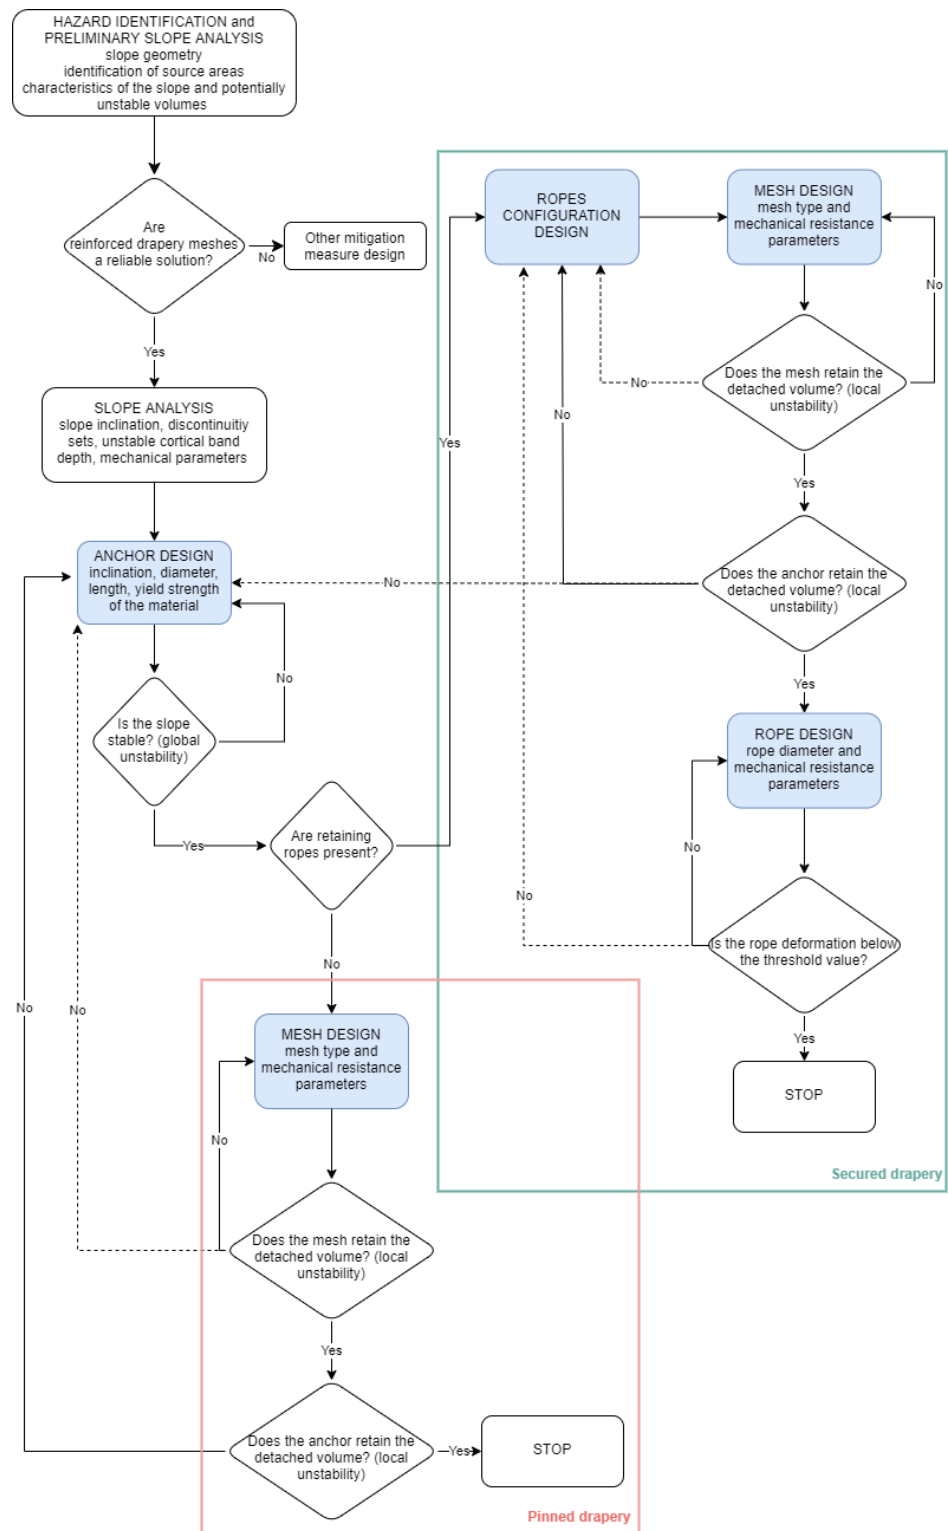 HAZARD IDENTIFICATION and
PRELIMINARY SLOPE ANALYSIS
slope geometry
identification of source areas
characteristics of the slope and potentially
unstable volumes
Are
reinforced drapery meshes
a reliable solution?
No
Other mitigation
measure design
Yes
SLOPE ANALYSIS
slope inclination, discontinuitiy
sets, unstable cortical band
depth, mechanical parameters
ANCHOR DESIGN
inclination, diameter,
length, yield strength
of the material
No
Is the slope
stable? (global
unstability)
Yes
Are retaining
ropes present?
Yes
No
ROPES
CONFIGURATION
DESIGN
MESH DESIGN
mesh type and
mechanical resistance
parameters
No
Does the mesh retain the
detached volume? (local
unstability)
No
No
Yes
Does the anchor retain the
detached volume? (local
unstability)
No
Yes
ROPE DESIGN
rope diameter and
mechanical resistance
parameters
No
No
Is the rope deformation below
the threshold value?
Yes
STOP
Secured drapery
MESH DESIGN
mesh type and
mechanical resistance
parameters
No
No
No
Does the mesh retain the
detached volume? (local
unstability)
Yes
Does the anchor retain the
detached volume? (local
unstability)
Yes
STOP
Pinned drapery